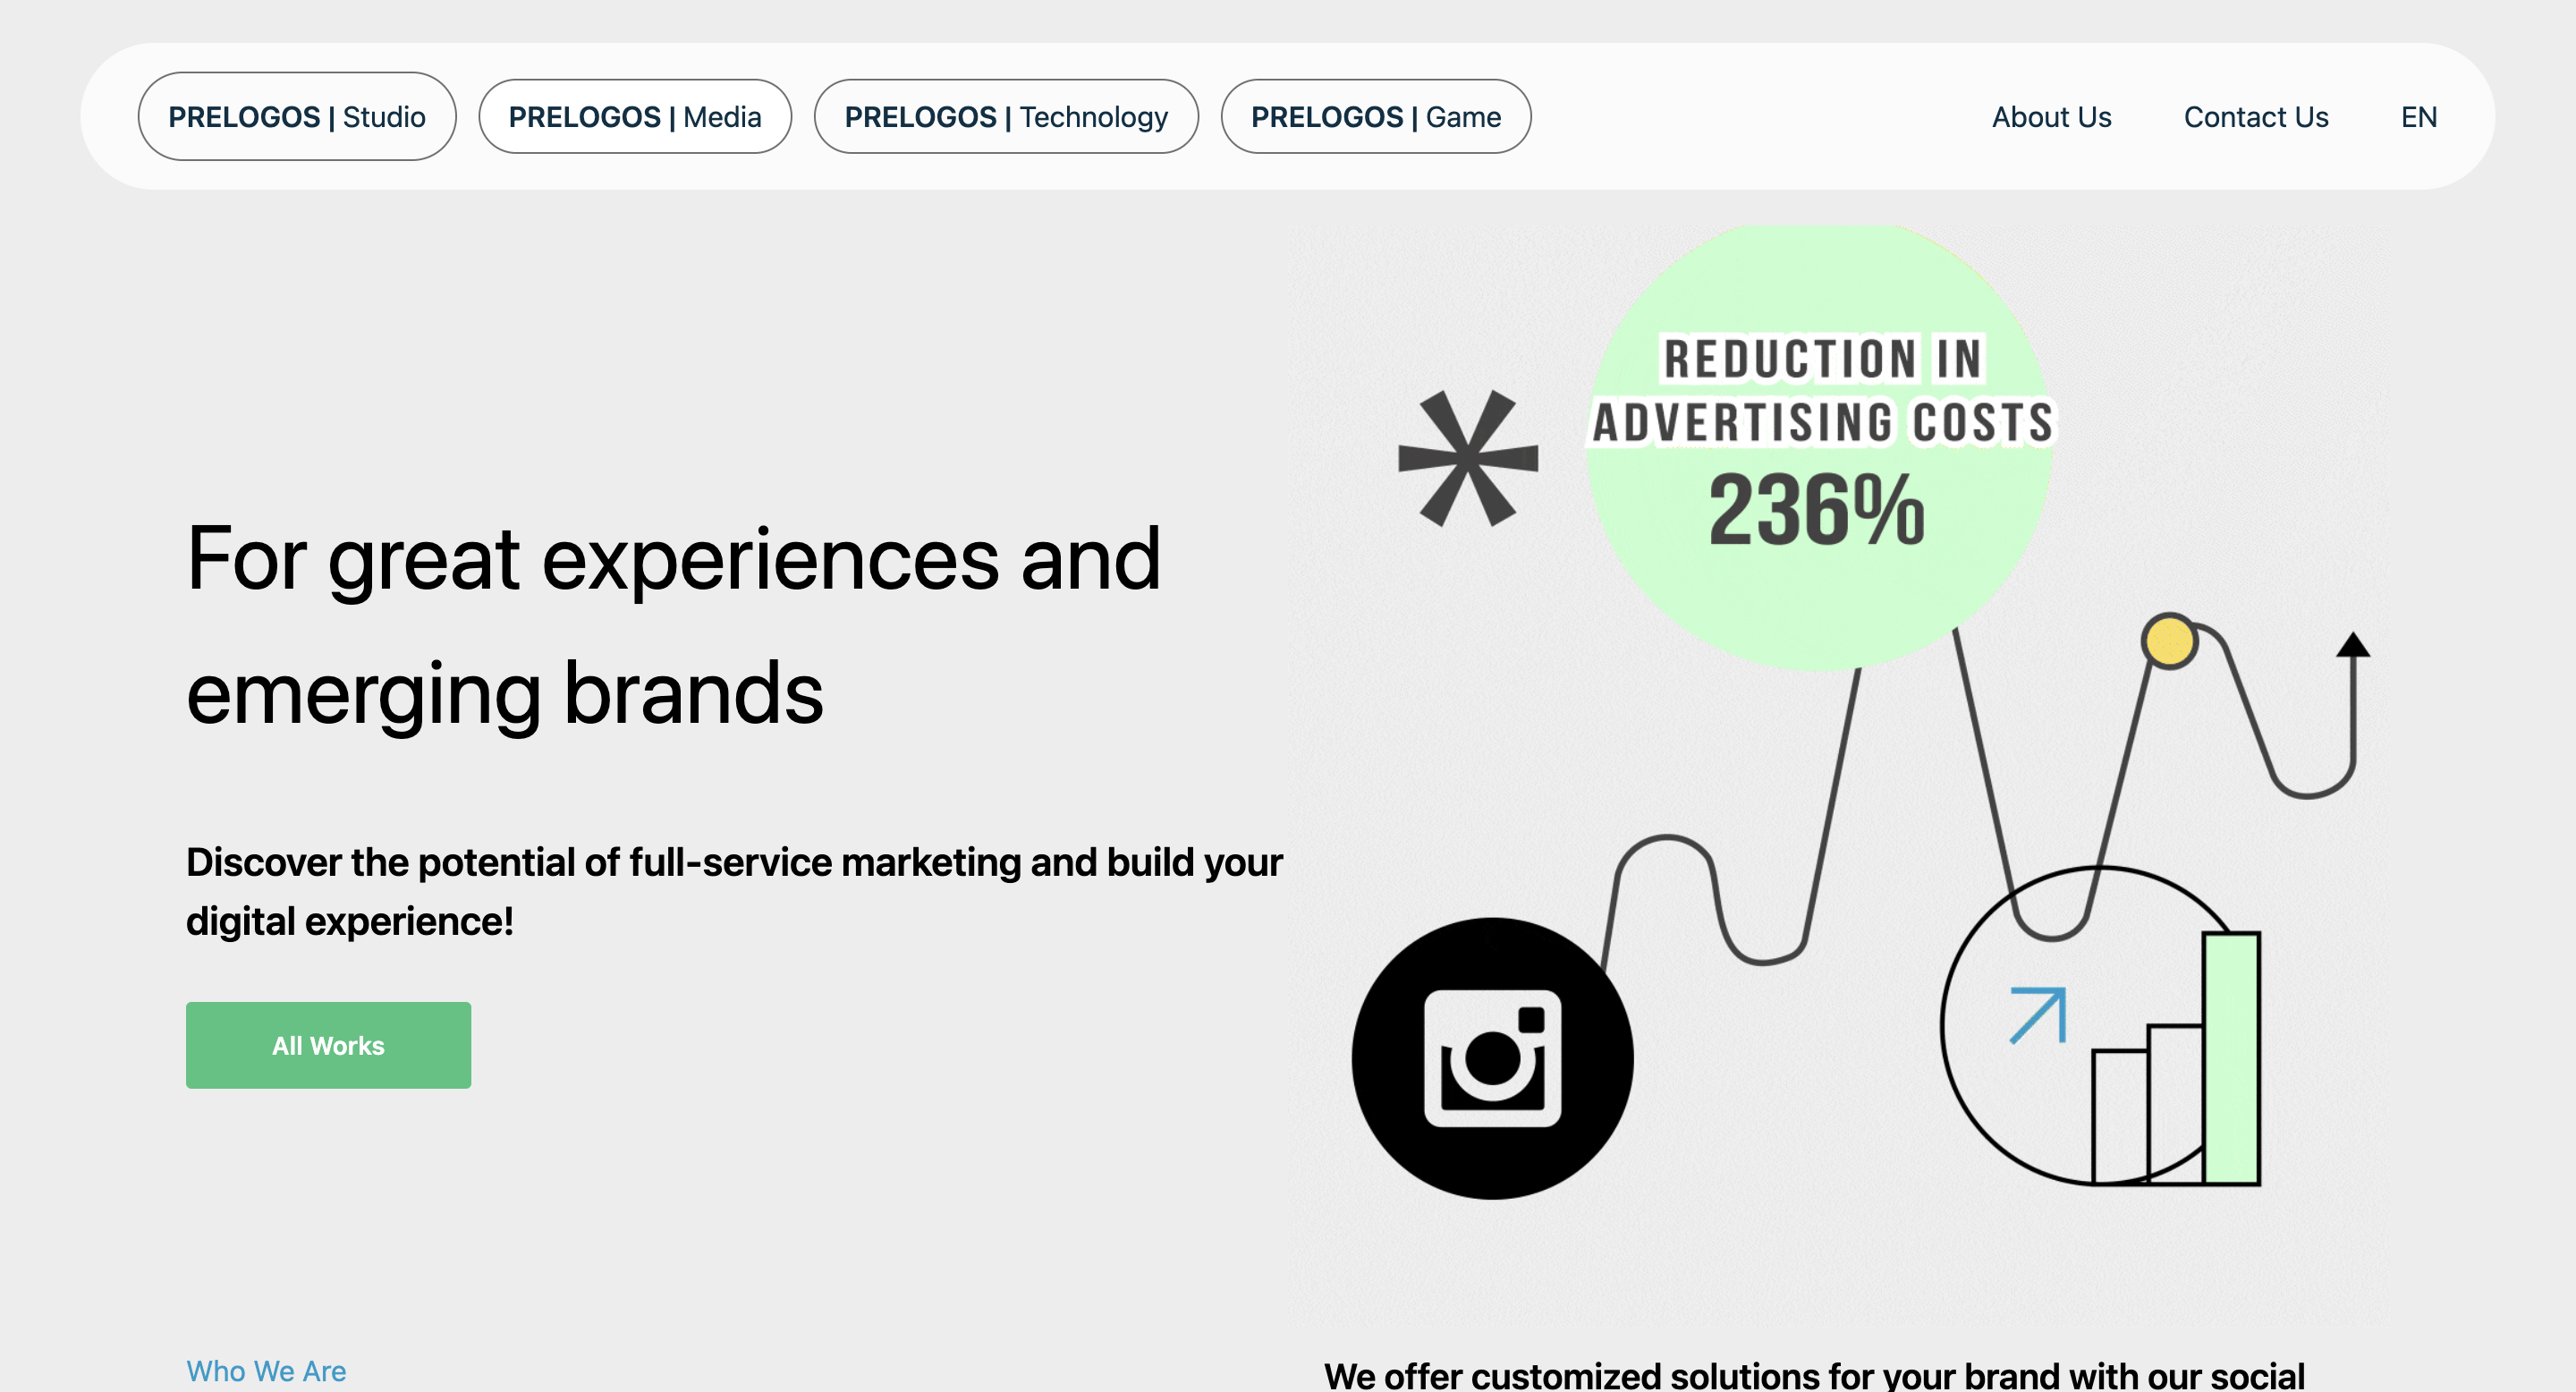 PRELOGOS | Studio
PRELOGOS | Media
PRELOGOS | Technology
PRELOGOS | Game
About Us
Contact Us
EN
For great experiences and
emerging brands
Discover the potential of full-service marketing and build your
digital experience!
All Works
REDUCTION IN
ADVERTISING COSTS
236%
Who We Are
We offer customized solutions for your brand with our social